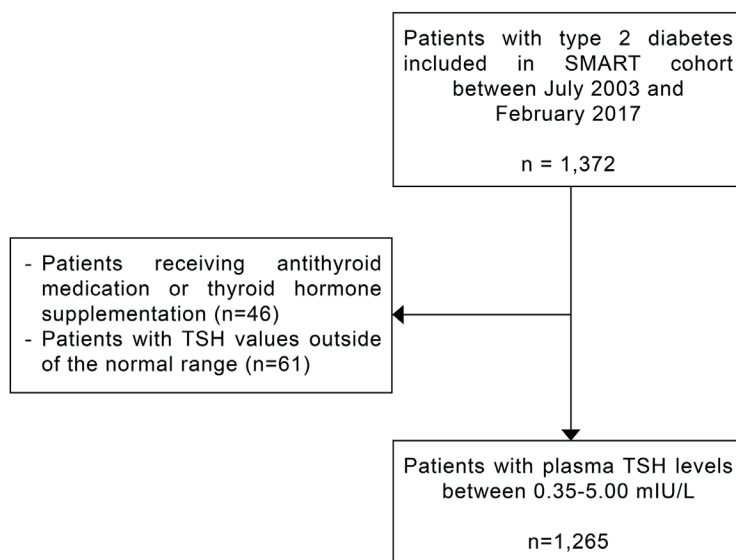 Patients with type 2 diabetes
included in SMART cohort
between July 2003 and
February 2017
n = 1,372
- Patients receiving antithyroid
medication or thyroid hormone
supplementation (n=46)
- Patients with TSH values outside
of the normal range (n=61)
Patients with plasma TSH levels
between 0.35-5.00 mIU/L
n=1,265